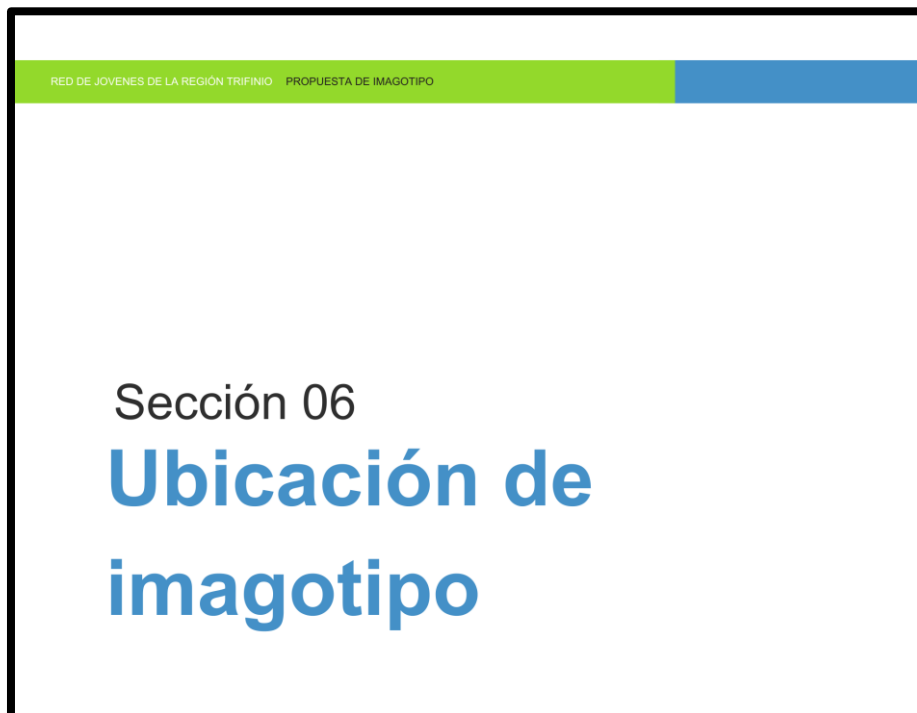 RED DE JOVENES DE LA REGIÓN TRIFINIO PROPUESTA DE IMAGOTIPO
Sección 06
Ubicación de
imagotipo